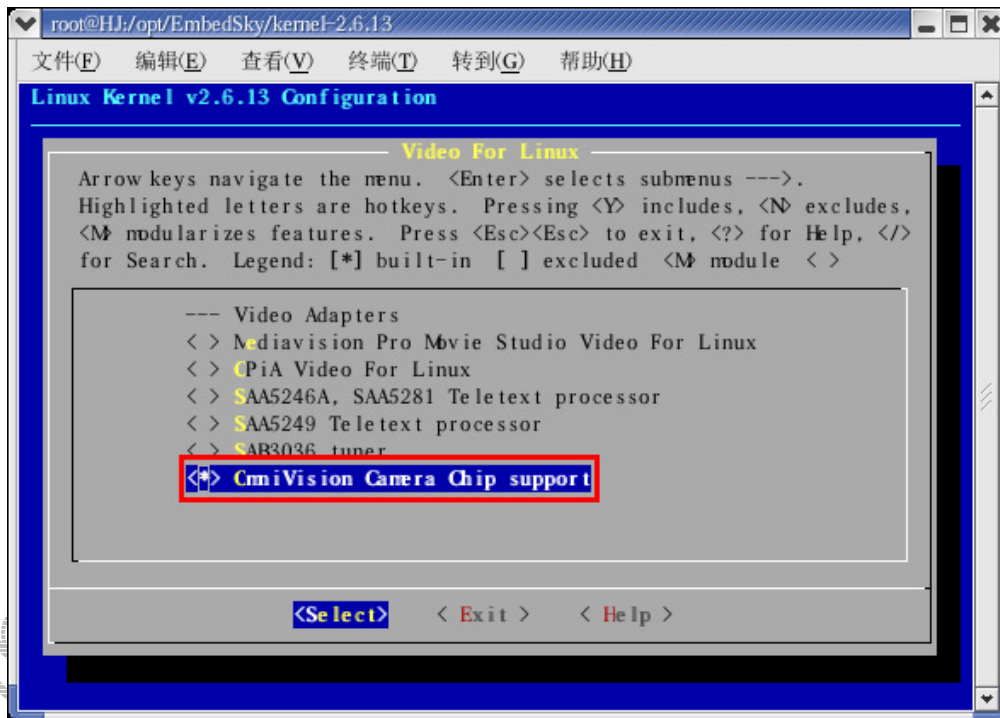 root@HJ:/opt/EmbedSky/kernel-2.6.13
文件(F) 编辑(E) 查看(V) 终端(T) 转到(G) 帮助(H)
Linux Kernel v2.6.13 Configuration
Video For Linux
Arrow keys navigate the menu. <Enter> selects submenus --->.
Highlighted letters are hotkeys. Pressing <Y> includes, <N> excludes,
<M> modularizes features. Press <Esc><Esc> to exit, <?> for Help, </>
for Search. Legend: [*] built-in [ ] excluded <M> module < >
--- Video Adapters
< > Mediavision Pro Movie Studio Video For Linux
< > CPiA Video For Linux
< > SAA5246A, SAA5281 Teletext processor
< > SAA5249 Teletext processor
< > SAB3036 tuner
<*> OmniVision Camera Chip support
<Select> < Exit > < Help >